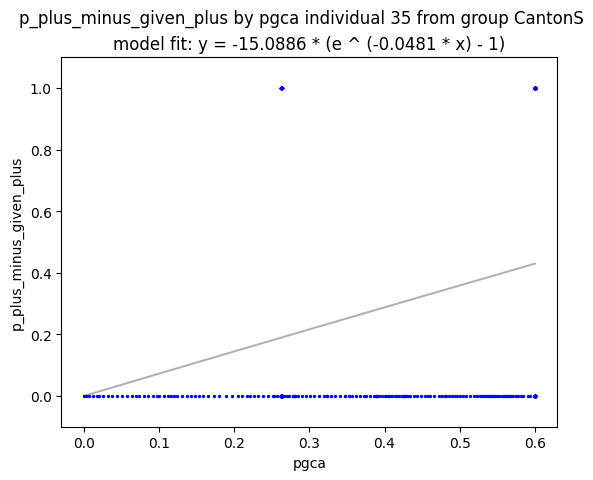 p_plus_minus_given_plus by pgca individual 35 from group CantonS
model fit: y = -15.0886 * (e ^ (-0.0481 * x) - 1)
p_plus_minus_given_plus
1.0
0.8
0.6
0.4
0.2
0.0
0.0 0.1 0.2 0.3 0.4 0.5 0.6
pgca